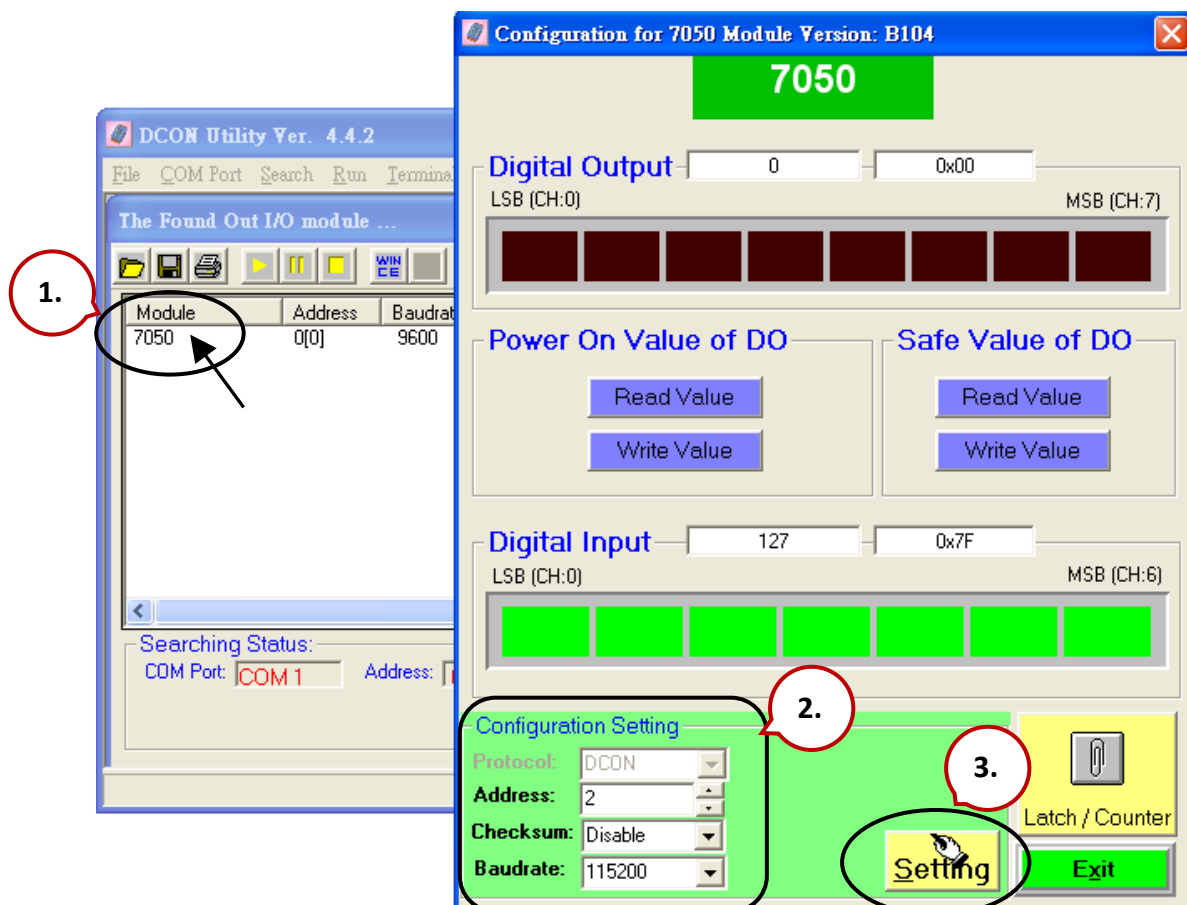 Configuration for 7050 Module Version: B104
7050
DCON Utility Ver. 4.4.2
File COM Port Search Run Terminal
The Found Out I/O module ...
WIN CE
1.
Module Address Baudrat
7050 0[0] 9600
Searching Status:
COM Port: COM 1 Address:
Digital Output 0 0x00
LSB (CH:0) MSB (CH:7)
Power On Value of DO
Read Value
Write Value
Safe Value of DO
Read Value
Write Value
Digital Input 127 0x7F
LSB (CH:0) MSB (CH:6)
2.
Configuration Setting
Protocol: DCON
Address: 2
Checksum: Disable
Baudrate: 115200
3.
Setting
Latch / Counter
Exit